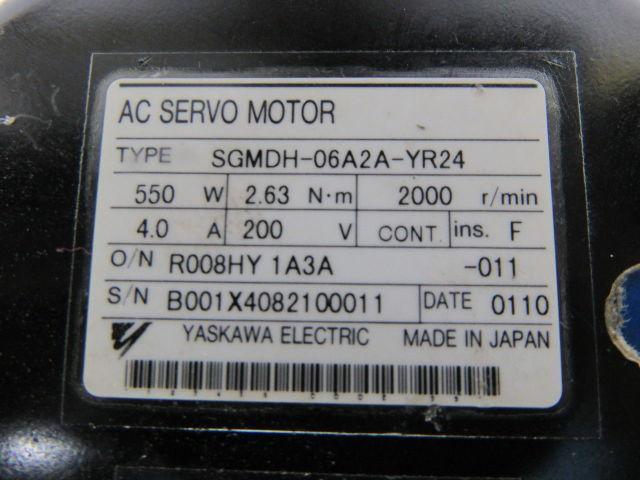 AC SERVO MOTOR
TYPE SGMDH-06A2A-YR24
550 W 2.63 N·m 2000 r/min
4.0 A 200 V CONT. ins. F
O/N R008HY 1A3A -011
S/N B001X4082100011 DATE 0110
YASKAWA ELECTRIC MADE IN JAPAN